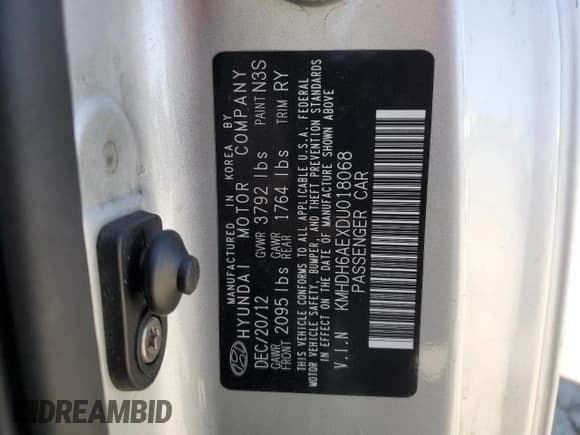 MANUFACTURED IN KOREA BY
HYUNDAI MOTOR COMPANY
DEC/20/12 GVWR 3792 lbs PAINT N3S
GAWR FRONT 2095 lbs GAWR REAR 1764 lbs TRIM RY
THIS VEHICLE CONFORMS TO ALL APPLICABLE U.S.A. FEDERAL
MOTOR VEHICLE SAFETY, BUMPER, AND THEFT PREVENTION STANDARDS
IN EFFECT ON THE DATE OF MANUFACTURE SHOWN ABOVE
V.I.N KMHDH6AEXDU018068
PASSENGER CAR
DREAMBID